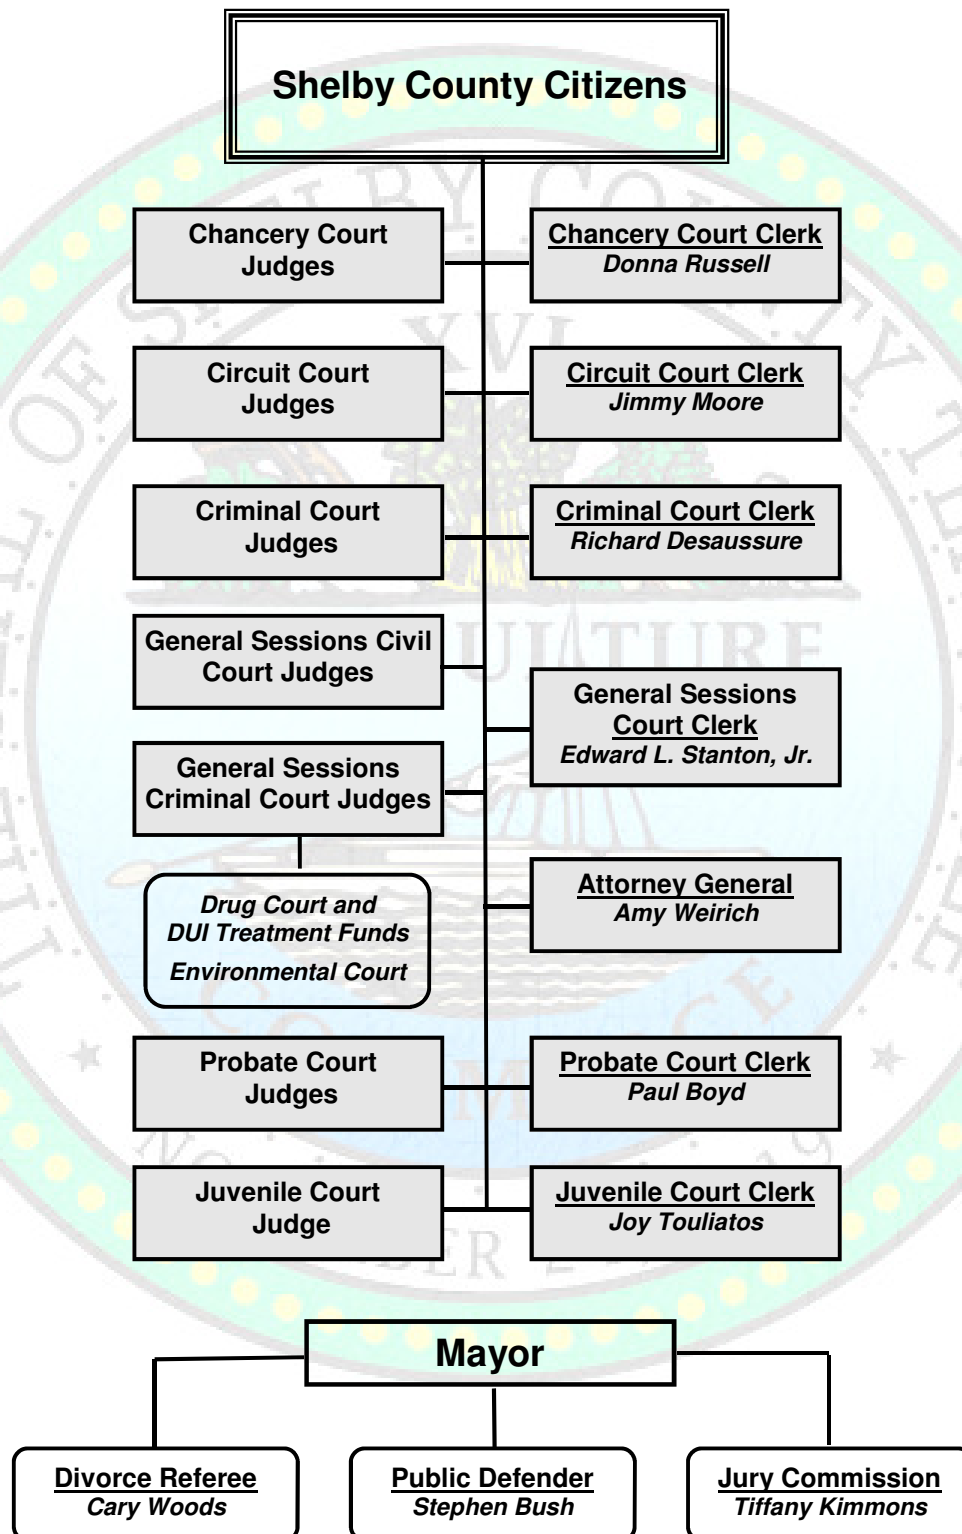 Shelby County Citizens
Chancery Court
Judges
Chancery Court Clerk
Donna Russell
Circuit Court
Judges
Circuit Court Clerk
Jimmy Moore
Criminal Court
Judges
Criminal Court Clerk
Richard Desaussure
General Sessions Civil
Court Judges
General Sessions
Court Clerk
Edward L. Stanton, Jr.
General Sessions
Criminal Court Judges
Drug Court and
DUI Treatment Funds
Environmental Court
Attorney General
Amy Weirich
Probate Court
Judges
Probate Court Clerk
Paul Boyd
Juvenile Court
Judge
Juvenile Court Clerk
Joy Touliatos
Mayor
Divorce Referee
Cary Woods
Public Defender
Stephen Bush
Jury Commission
Tiffany Kimmons
XVI
COMMERCE